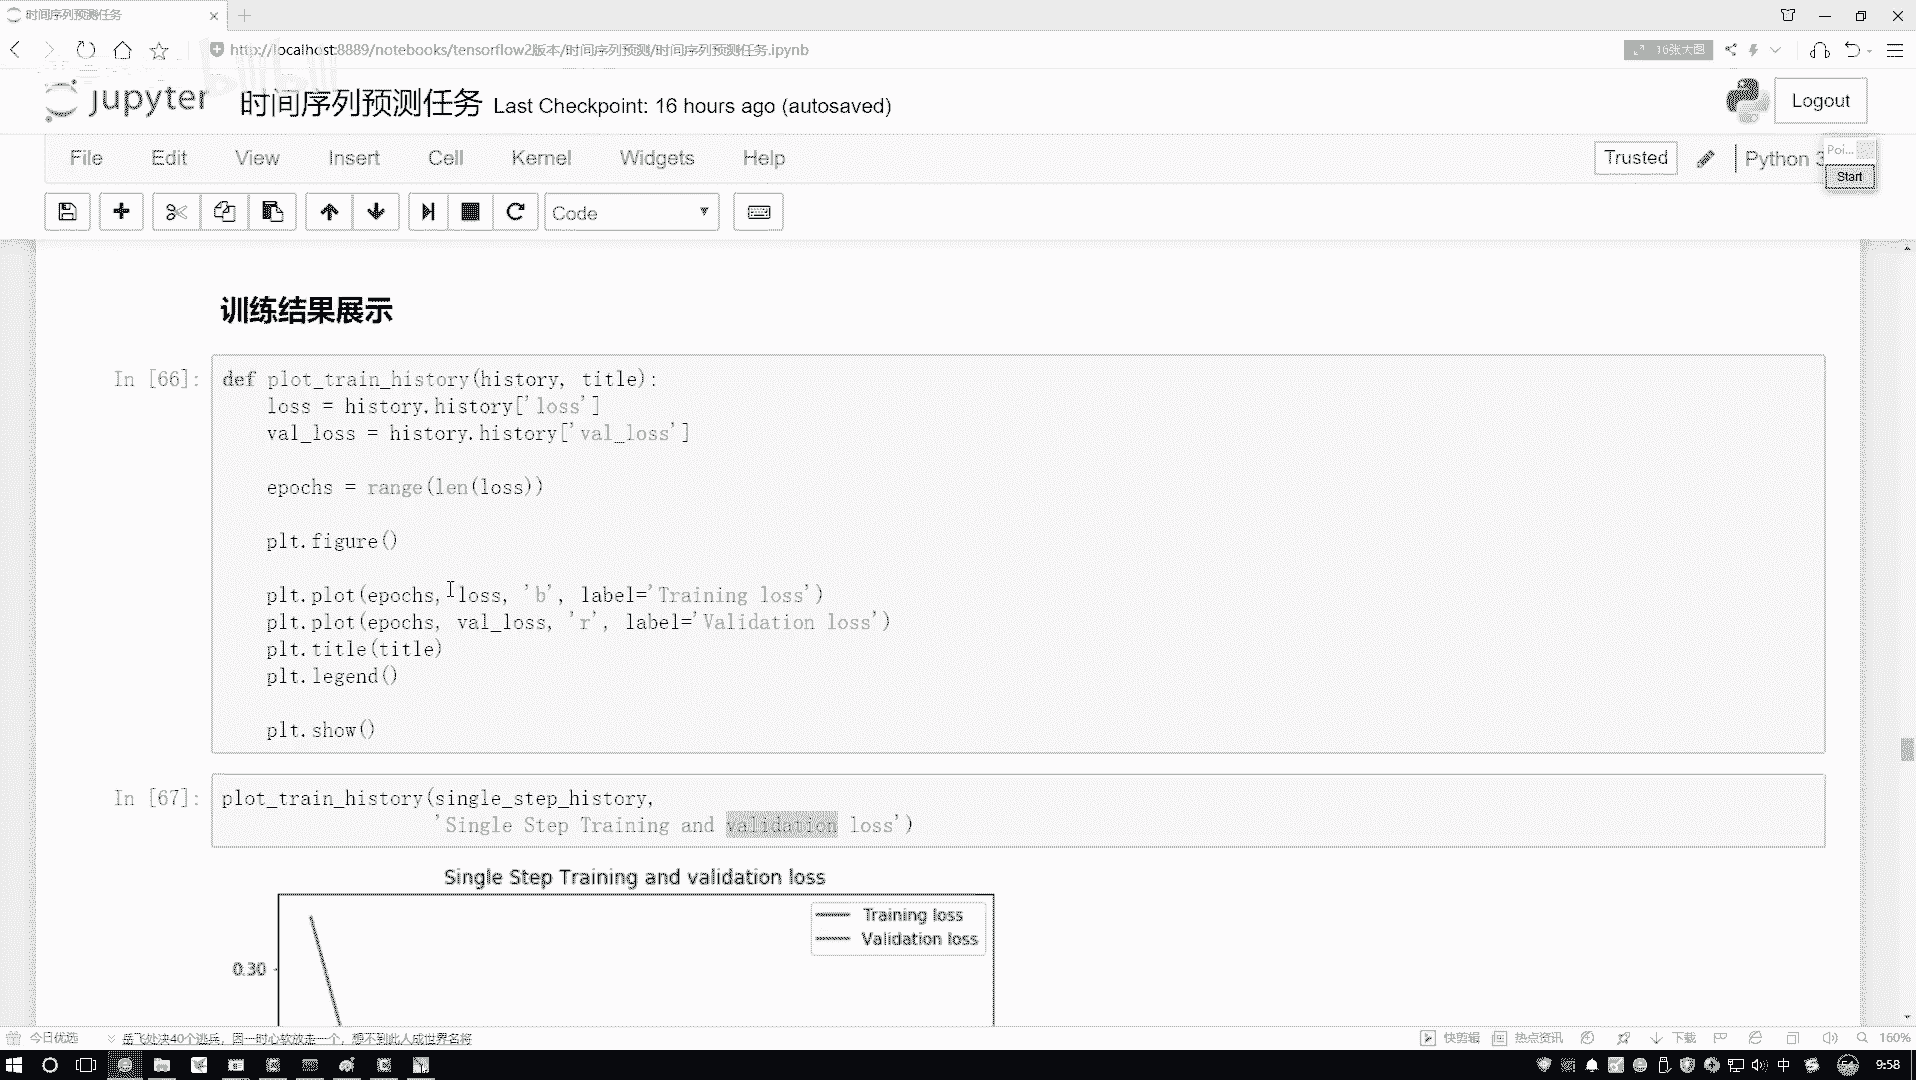 时间序列预测任务
http://localhost:8889/notebooks/tensorflow2版本/时间序列预测/时间序列预测任务.ipynb
16张大图
jupyter 时间序列预测任务 Last Checkpoint: 16 hours ago (autosaved)
Logout
File Edit View Insert Cell Kernel Widgets Help
Trusted Python 3
Poi...
Start
Code
训练结果展示
In [66]: def plot_train_history(history, title):
loss = history.history['loss']
val_loss = history.history['val_loss']
epochs = range(len(loss))
plt.figure()
plt.plot(epochs, loss, 'b', label='Training loss')
plt.plot(epochs, val_loss, 'r', label='Validation loss')
plt.title(title)
plt.legend()
plt.show()
In [67]: plot_train_history(single_step_history,
'Single Step Training and validation loss')
Single Step Training and validation loss
Training loss
Validation loss
0.30
今日优选 岳飞处决40个逃兵，因一时心软放走一个，想不到此人成世界名将
快剪辑 热点资讯 下载 160%
中 54 9:58